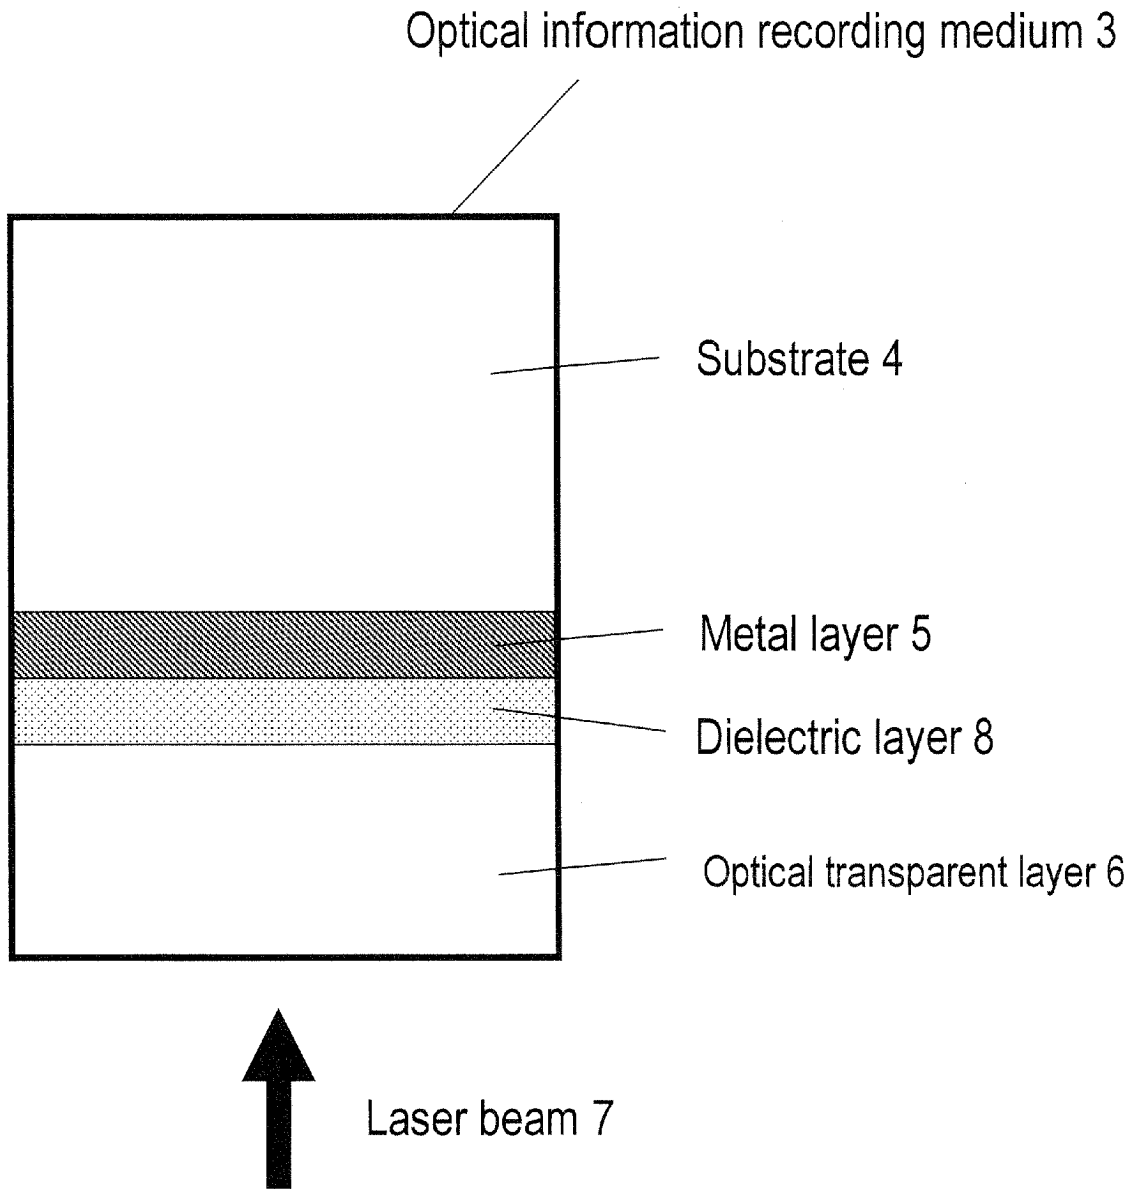 Optical information recording medium 3
Substrate 4
Metal layer 5
Dielectric layer 8
Optical transparent layer 6
Laser beam 7